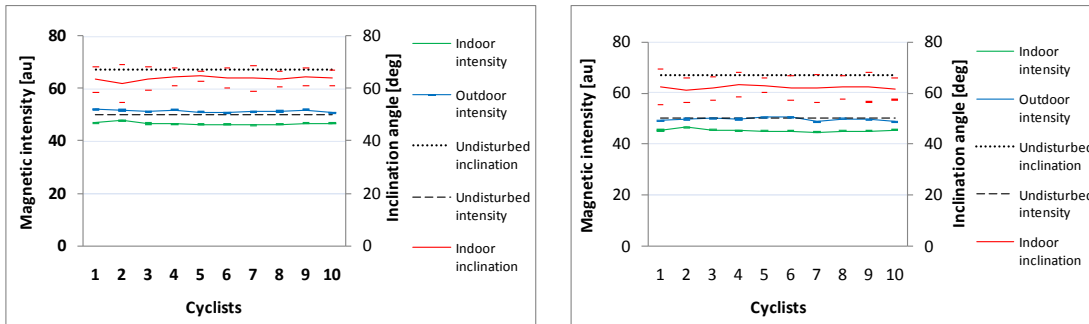 80
60
40
20
0
Magnetic intensity [au]
1 2 3 4 5 6 7 8 9 10
Cyclists
80
60
40
20
0
Inclination angle [deg]
Indoor
intensity
Outdoor
intensity
Undisturbed
inclination
Undisturbed
intensity
Indoor
inclination
80
60
40
20
0
Magnetic intensity [au]
1 2 3 4 5 6 7 8 9 10
Cyclists
80
60
40
20
0
Inclination angle [deg]
Indoor
intensity
Outdoor
intensity
Undisturbed
inclination
Undisturbed
intensity
Indoor
inclination